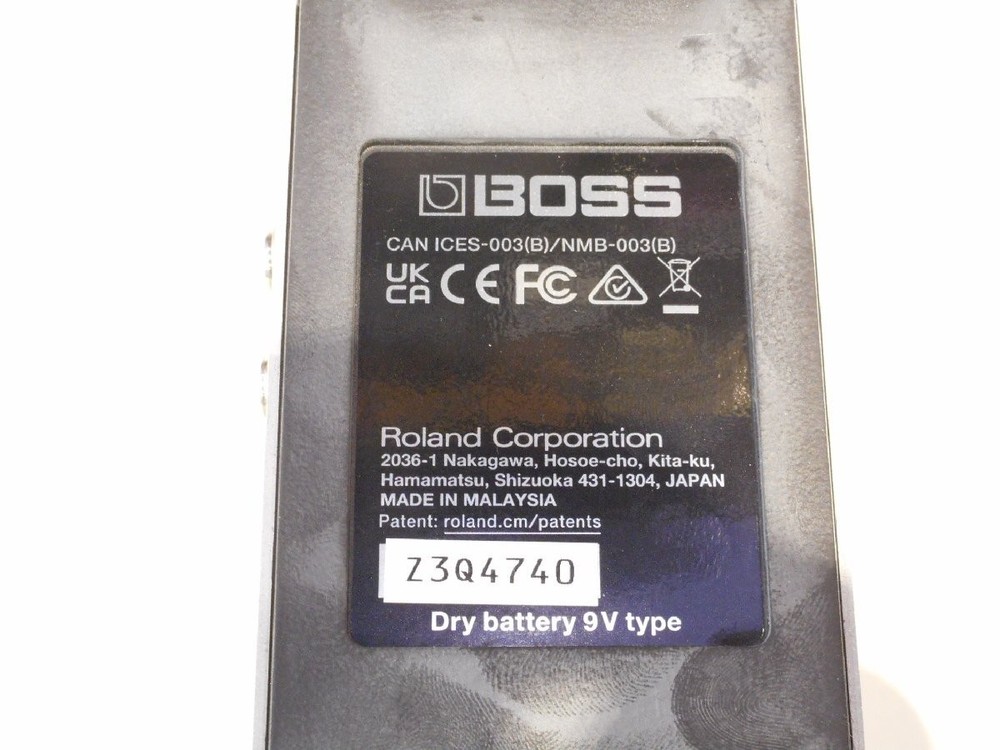 BOSS
CAN ICES-003(B)/NMB-003(B)
UK
CA CE FC
Roland Corporation
2036-1 Nakagawa, Hosoe-cho, Kita-ku,
Hamamatsu, Shizuoka 431-1304, JAPAN
MADE IN MALAYSIA
Patent: roland.cm/patents
Z3Q4740
Dry battery 9V type